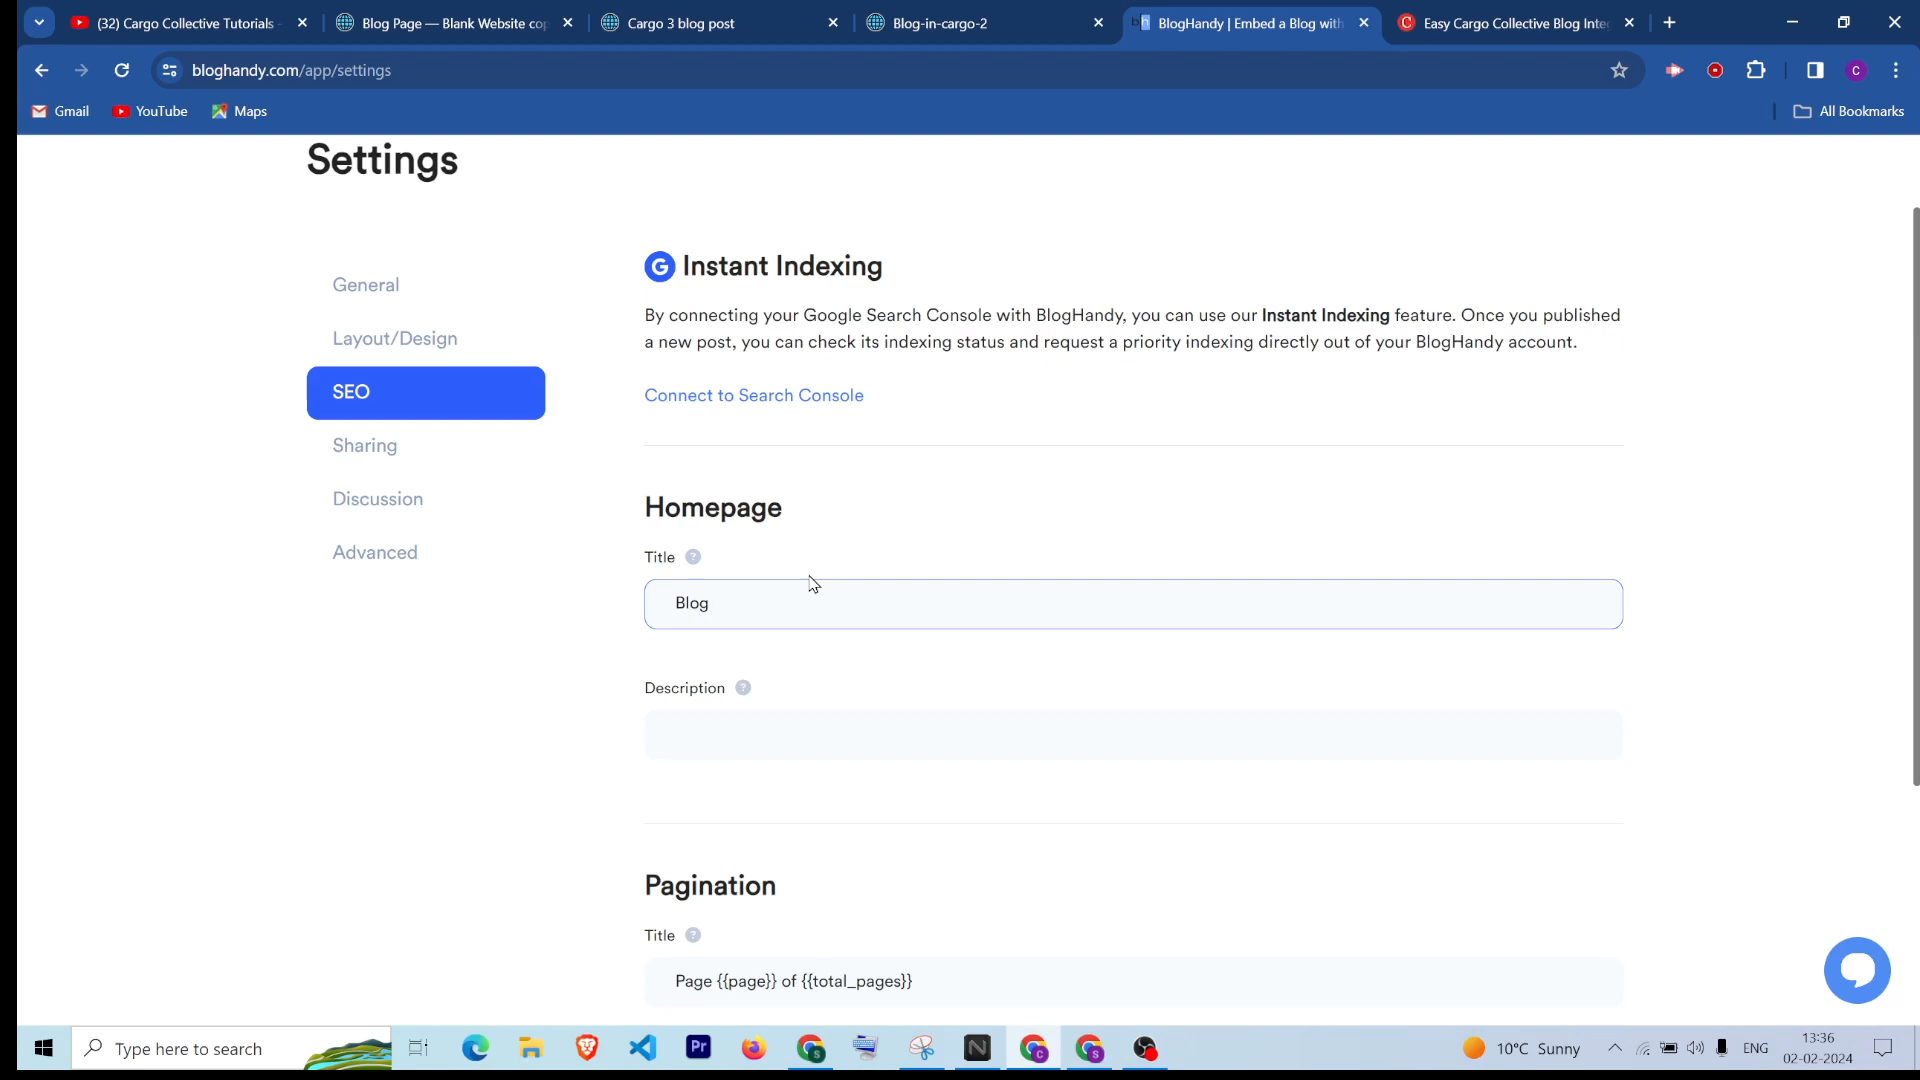 (32) Cargo Collective Tutorials -
Blog Page — Blank Website cop
Cargo 3 blog post
Blog-in-cargo-2
bh
BlogHandy | Embed a Blog with
Easy Cargo Collective Blog Inte
bloghandy.com/app/settings
C
Gmail
YouTube
Maps
All Bookmarks
Settings
General
Layout/Design
SEO
Sharing
Discussion
Advanced
G Instant Indexing
By connecting your Google Search Console with BlogHandy, you can use our Instant Indexing feature. Once you published
a new post, you can check its indexing status and request a priority indexing directly out of your BlogHandy account.
Connect to Search Console
Homepage
Title ?
Blog
Description ?
Pagination
Title ?
Page {{page}} of {{total_pages}}
Type here to search
Pr
S
N
C
S
10°C Sunny
ENG
13:36
02-02-2024